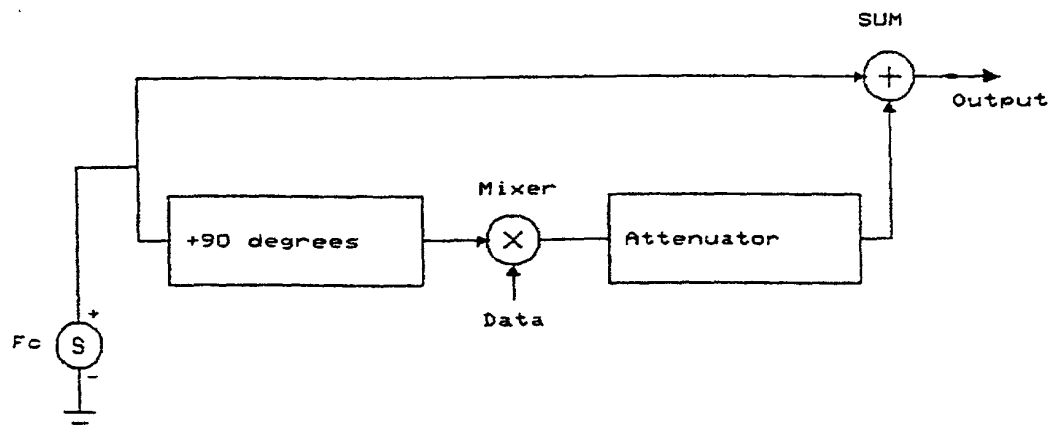 SUM
+
Output
Mixer
+90 degrees
X
Attenuator
Data
+
Fc
S
-